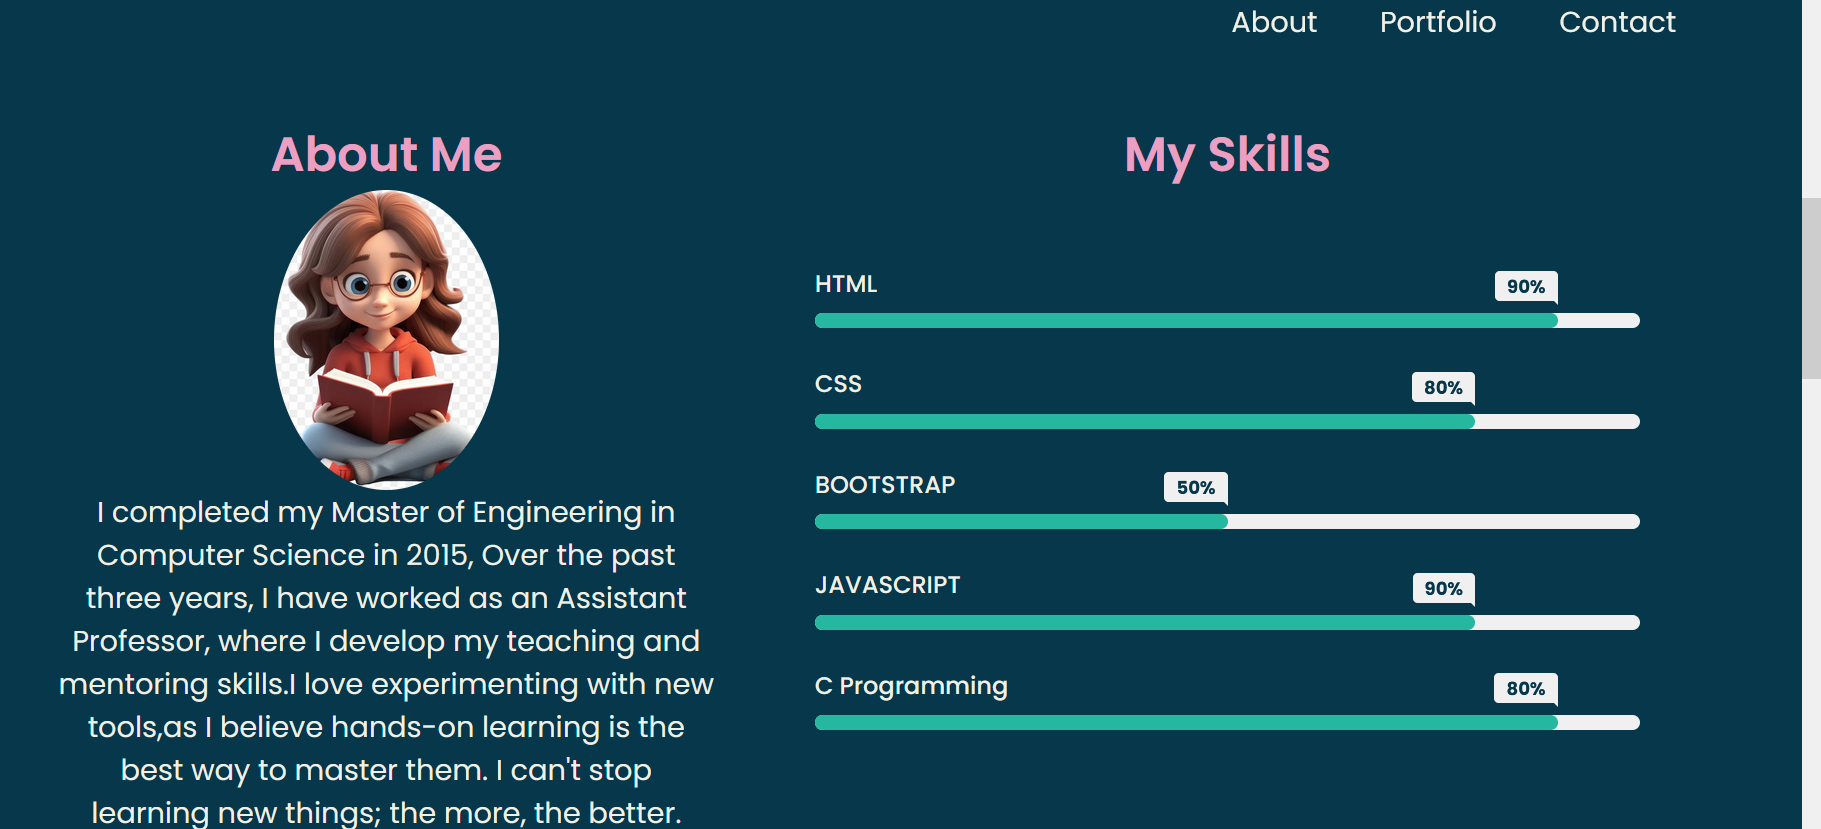 About Portfolio Contact
About Me
I completed my Master of Engineering in
Computer Science in 2015, Over the past
three years, I have worked as an Assistant
Professor, where I develop my teaching and
mentoring skills.I love experimenting with new
tools,as I believe hands-on learning is the
best way to master them. I can't stop
learning new things; the more, the better.
My Skills
HTML 90%
CSS 80%
BOOTSTRAP 50%
JAVASCRIPT 90%
C Programming 80%